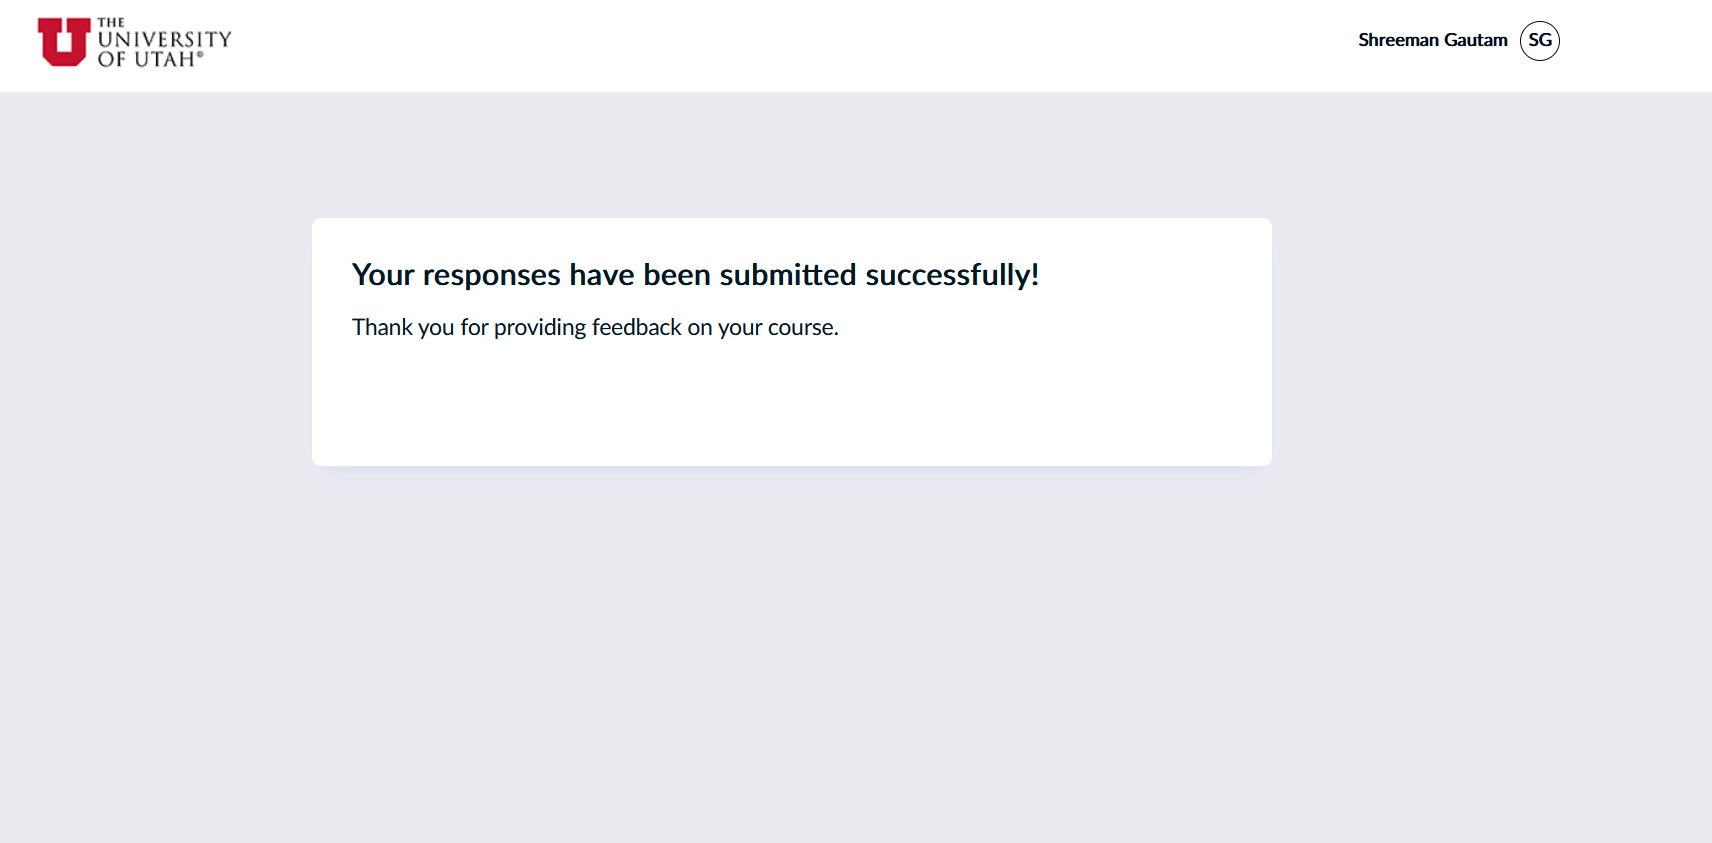 THE
UNIVERSITY
OF UTAH®
Shreeman Gautam SG
Your responses have been submitted successfully!
Thank you for providing feedback on your course.